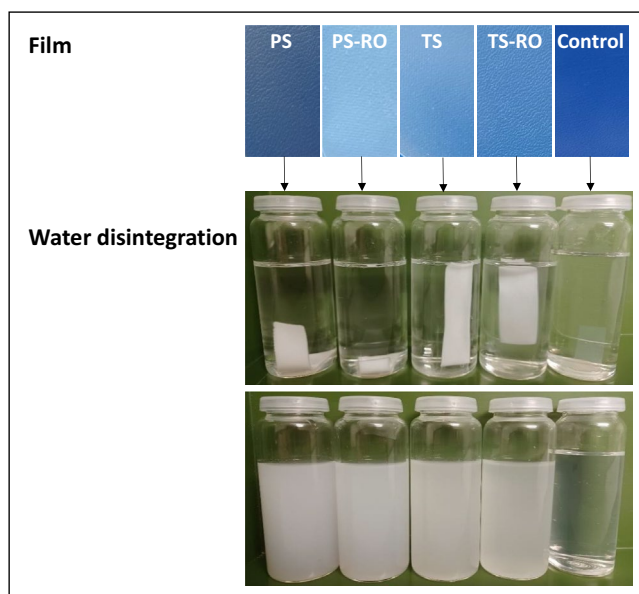 Film
PS
PS-RO
TS
TS-RO
Control
Water disintegration